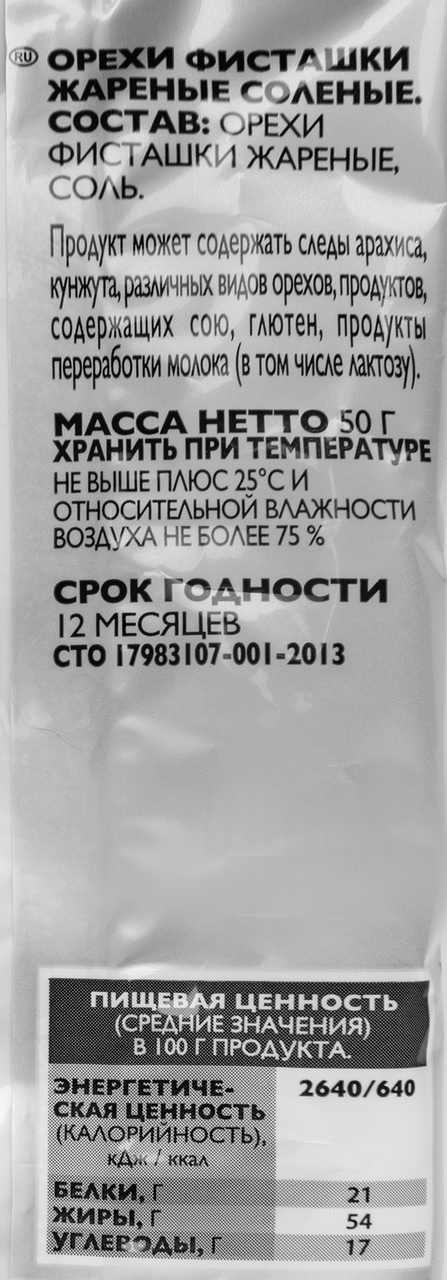 RU ОРЕХИ ФИСТАШКИ
ЖАРЕНЫЕ СОЛЕНЫЕ.
СОСТАВ: ОРЕХИ
ФИСТАШКИ ЖАРЕНЫЕ,
СОЛЬ.
Продукт может содержать следы арахиса,
кунжута, различных видов орехов, продуктов,
содержащих сою, глютен, продукты
переработки молока (в том числе лактозу).
МАССА НЕТТО 50 Г
ХРАНИТЬ ПРИ ТЕМПЕРАТУРЕ
НЕ ВЫШЕ ПЛЮС 25°С И
ОТНОСИТЕЛЬНОЙ ВЛАЖНОСТИ
ВОЗДУХА НЕ БОЛЕЕ 75 %
СРОК ГОДНОСТИ
12 МЕСЯЦЕВ
СТО 17983107-001-2013
ПИЩЕВАЯ ЦЕННОСТЬ
(СРЕДНИЕ ЗНАЧЕНИЯ)
В 100 Г ПРОДУКТА.
ЭНЕРГЕТИЧЕ- 2640/640
СКАЯ ЦЕННОСТЬ
(КАЛОРИЙНОСТЬ),
кДж / ккал
БЕЛКИ, Г 21
ЖИРЫ, Г 54
УГЛЕВОДЫ, Г 17